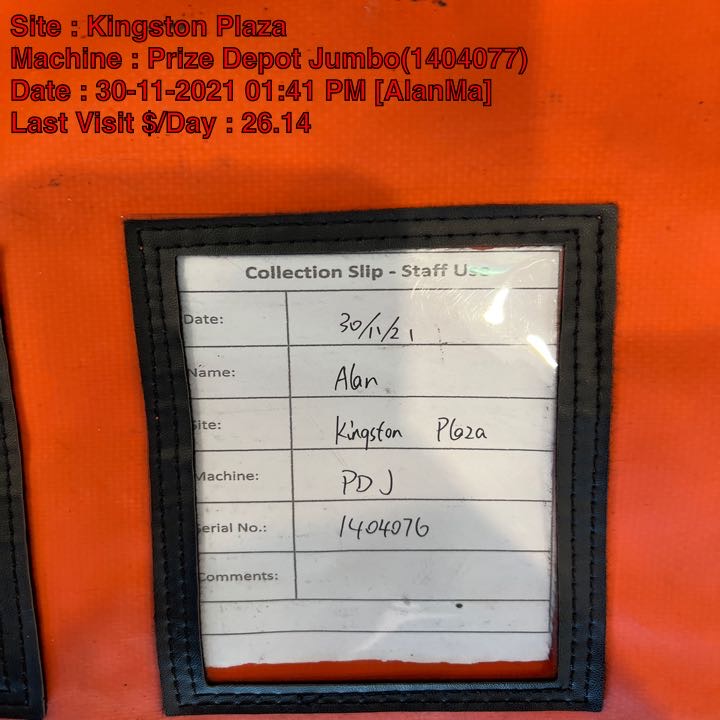 Site : Kingston Plaza
Machine : Prize Depot Jumbo(1404077)
Date : 30-11-2021 01:41 PM [AlanMa]
Last Visit $/Day : 26.14
Collection Slip - Staff Use
Date: 30/11/21
Name: Alan
Site: Kingston Plaza
Machine: PDJ
Serial No.: 1404076
Comments: